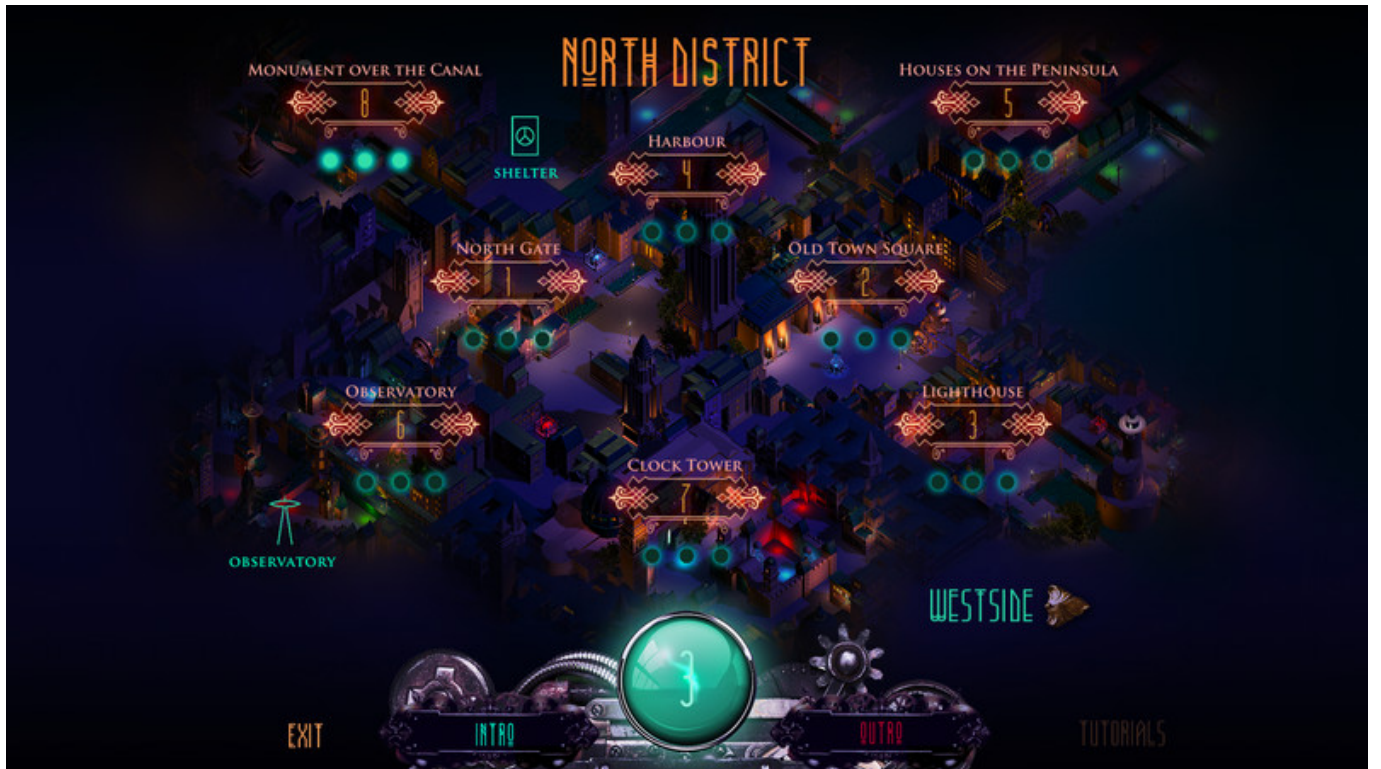 NORTH DISTRICT
MONUMENT OVER THE CANAL
8
HOUSES ON THE PENINSULA
5
SHELTER
HARBOUR
4
NORTH GATE
1
OLD TOWN SQUARE
2
OBSERVATORY
6
LIGHTHOUSE
3
CLOCK TOWER
7
OBSERVATORY
WESTSIDE
3
EXIT
INTRO
OUTRO
TUTORIALS